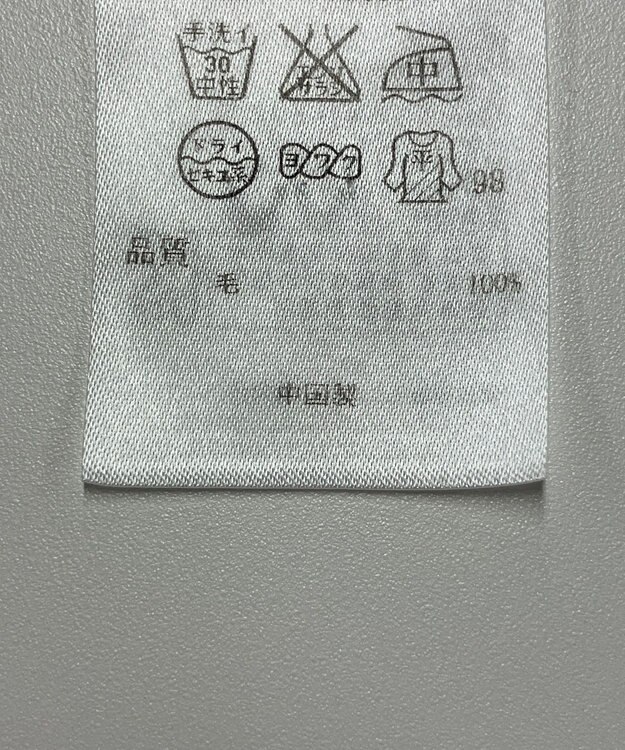 手洗イ
30
中性
エンソ
サラシ
中
ドライ
セキユ系
ヨワク
平
98
品質
毛 100%
中国製